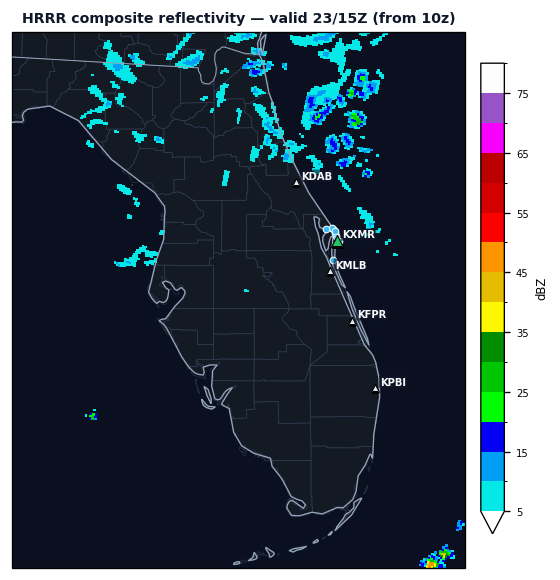 HRRR composite reflectivity — valid 23/15Z (from 10z)
KDAB
KXMR
KMLB
KFPR
KPBI
75
65
55
45
35
25
15
5
dBZ